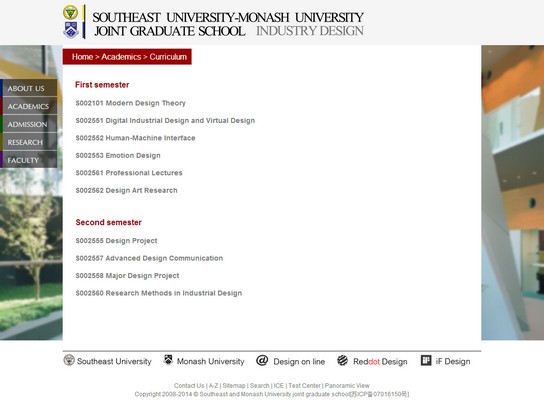 SOUTHEAST UNIVERSITY-MONASH UNIVERSITY
JOINT GRADUATE SCHOOL INDUSTRY DESIGN
Home > Academics > Curriculum
ABOUT US
ACADEMICS
ADMISSION
RESEARCH
FACULTY
First semester
S002101 Modern Design Theory
S002551 Digital Industrial Design and Virtual Design
S002552 Human-Machine Interface
S002553 Emotion Design
S002561 Professional Lectures
S002562 Design Art Research
Second semester
S002555 Design Project
S002557 Advanced Design Communication
S002558 Major Design Project
S002560 Research Methods in Industrial Design
Southeast University Monash University Design on line Reddot Design iF Design
Contact Us | A-Z | Sitemap | Search | ICE | Test Center | Panoramic View
Copyright 2008-2014 © Southeast and Monash University joint graduate school[苏ICP备07016150号]